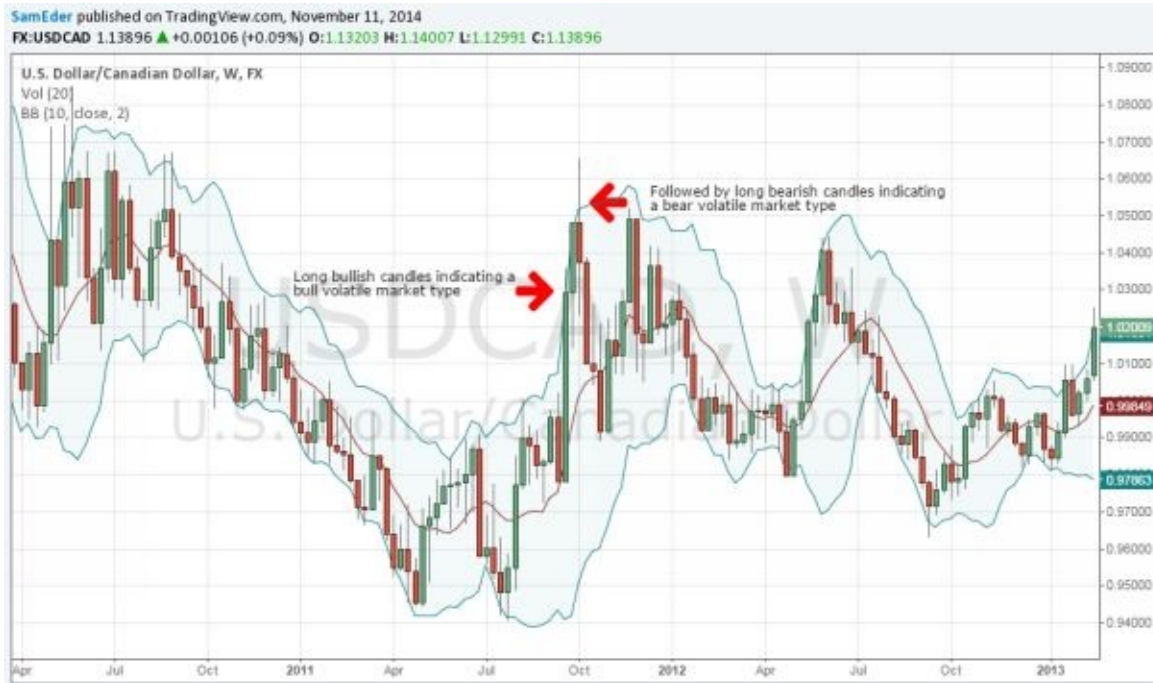 SamEder published on TradingView.com, November 11, 2014
FX:USDCAD 1.13896 ▲ +0.00106 (+0.09%) O:1.13203 H:1.14007 L:1.12991 C:1.13896
U.S. Dollar/Canadian Dollar, W, FX
Vol (20)
BB (10, close, 2)
Followed by long bearish candles indicating
a bear volatile market type
Long bullish candles indicating a
bull volatile market type
USDCAD, W
U.S. Dollar/Canadian Dollar
1.09000
1.08000
1.07000
1.06000
1.05000
1.04000
1.03000
1.02009
1.01000
1.00000
0.99849
0.99000
0.97863
0.97000
0.96000
0.95000
0.94000
Apr
Jul
Oct
2011
Apr
Jul
Oct
2012
Apr
Jul
Oct
2013